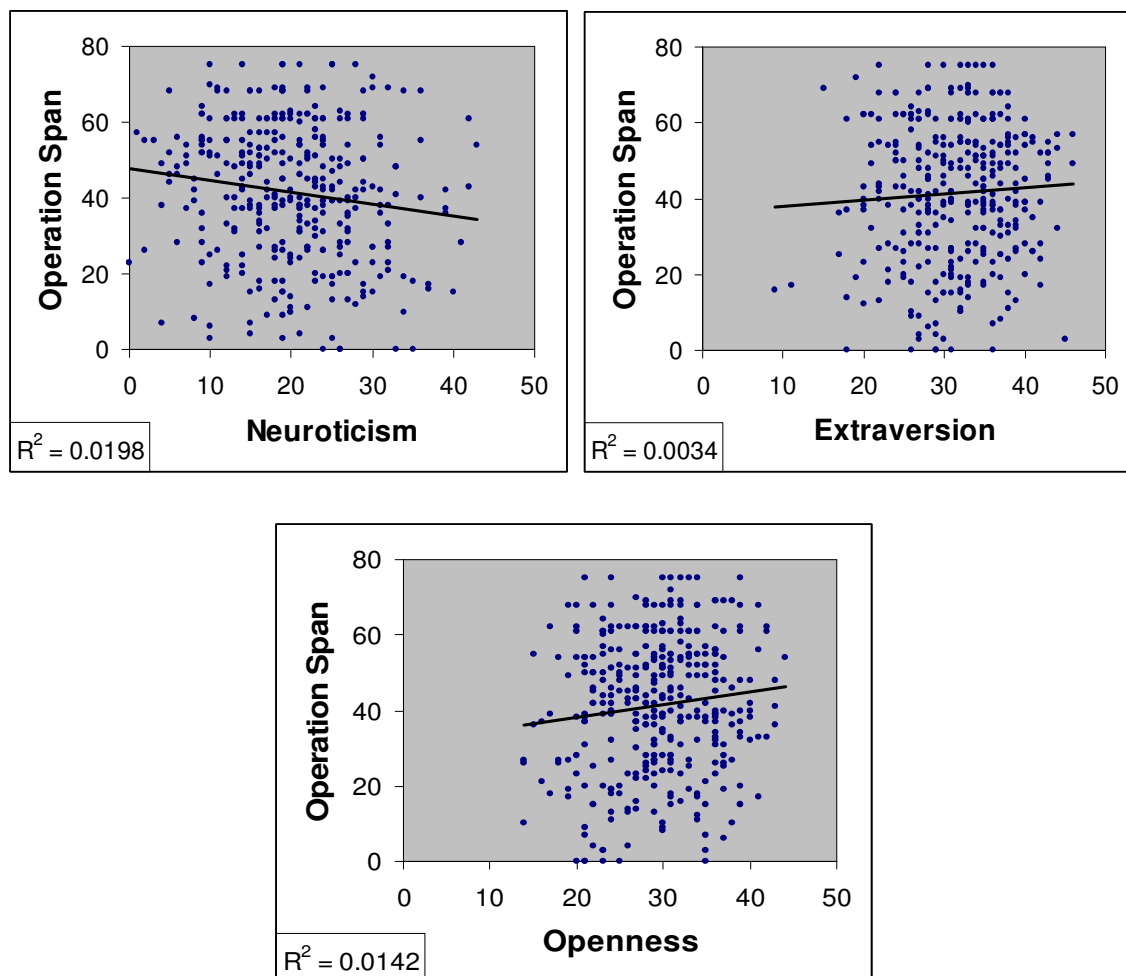 80
60
40
20
0
Operation Span
0 10 20 30 40 50
Neuroticism
R² = 0.0198
80
60
40
20
0
Operation Span
0 10 20 30 40 50
Extraversion
R² = 0.0034
80
60
40
20
0
Operation Span
0 10 20 30 40 50
Openness
R² = 0.0142